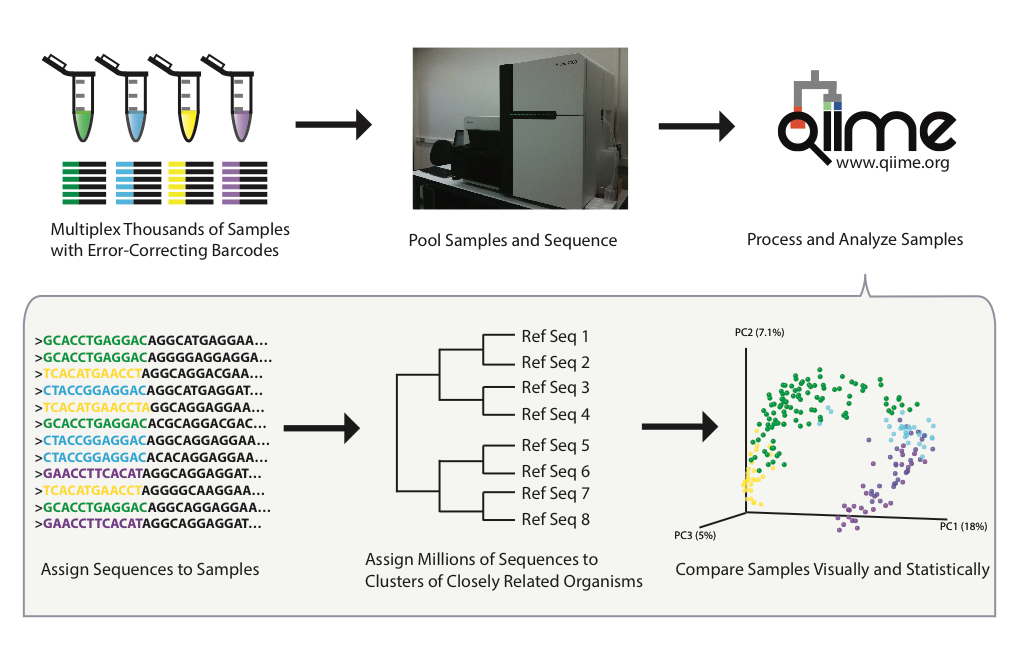 qiime
www.qiime.org
Multiplex Thousands of Samples
with Error-Correcting Barcodes
Pool Samples and Sequence
Process and Analyze Samples
>GCACCTGAGGACAGGCATGAGGAA…
>GCACCTGAGGACAGGGGAGGAGGA…
>TCACATGAACCTAGGCAGGACGAA…
>CTACCGGAGGACAGGCATGAGGAT…
>TCACATGAACCTAGGCAGGAGGAA…
>GCACCTGAGGACACGCAGGACGAC…
>CTACCGGAGGACAGGCAGGAGGAA…
>CTACCGGAGGACACACAGGAGGAA…
>GAACCTTCACATAGGCAGGAGGAT…
>TCACATGAACCTAGGGGCAAGGAA…
>GCACCTGAGGACAGGCAGGAGGAA…
>GAACCTTCACATAGGCAGGAGGAT…
Assign Sequences to Samples
Ref Seq 1
Ref Seq 2
Ref Seq 3
Ref Seq 4
Ref Seq 5
Ref Seq 6
Ref Seq 7
Ref Seq 8
Assign Millions of Sequences to
Clusters of Closely Related Organisms
PC2 (7.1%)
PC1 (18%)
PC3 (5%)
Compare Samples Visually and Statistically